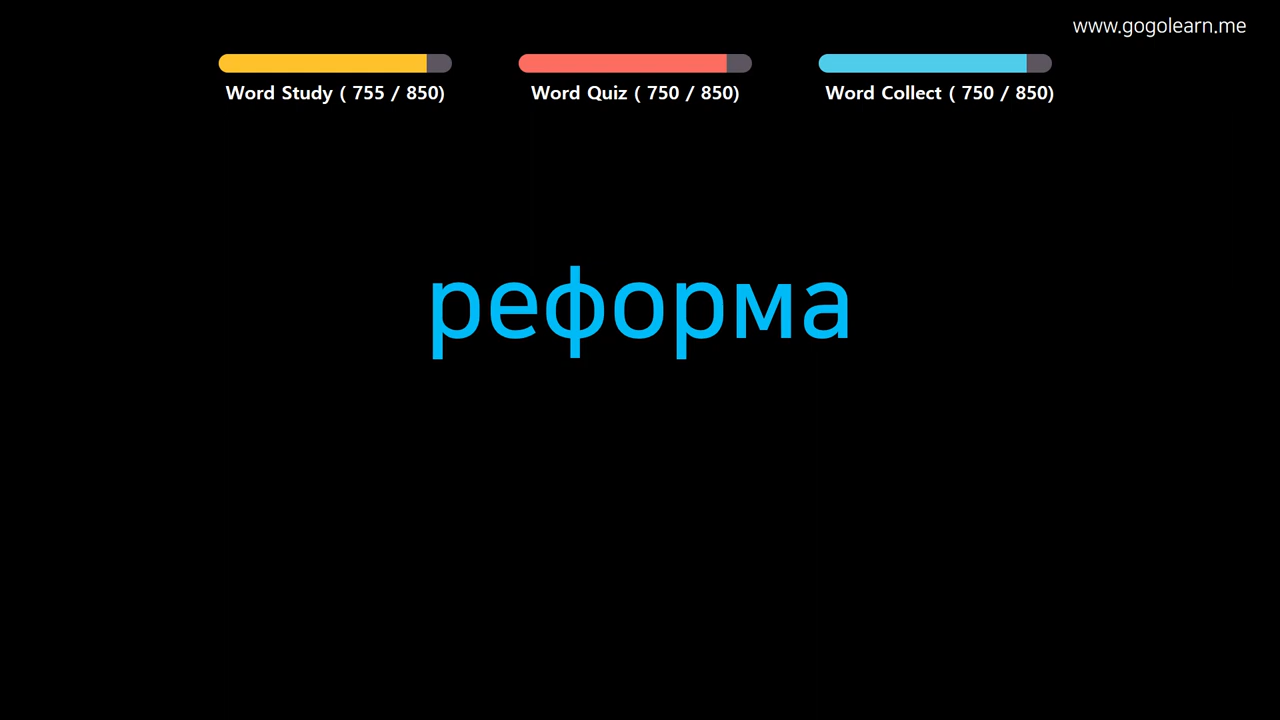 www.gogolearn.me
Word Study ( 755 / 850)
Word Quiz ( 750 / 850)
Word Collect ( 750 / 850)
реформа